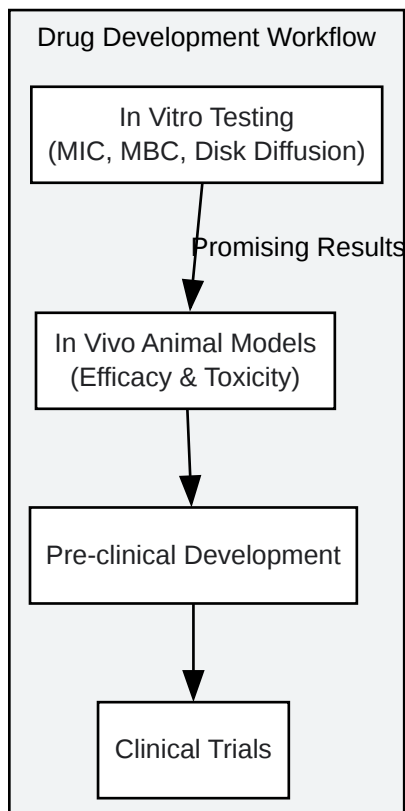 Drug Development Workflow
In Vitro Testing
(MIC, MBC, Disk Diffusion)
Promising Results
In Vivo Animal Models
(Efficacy & Toxicity)
Pre-clinical Development
Clinical Trials